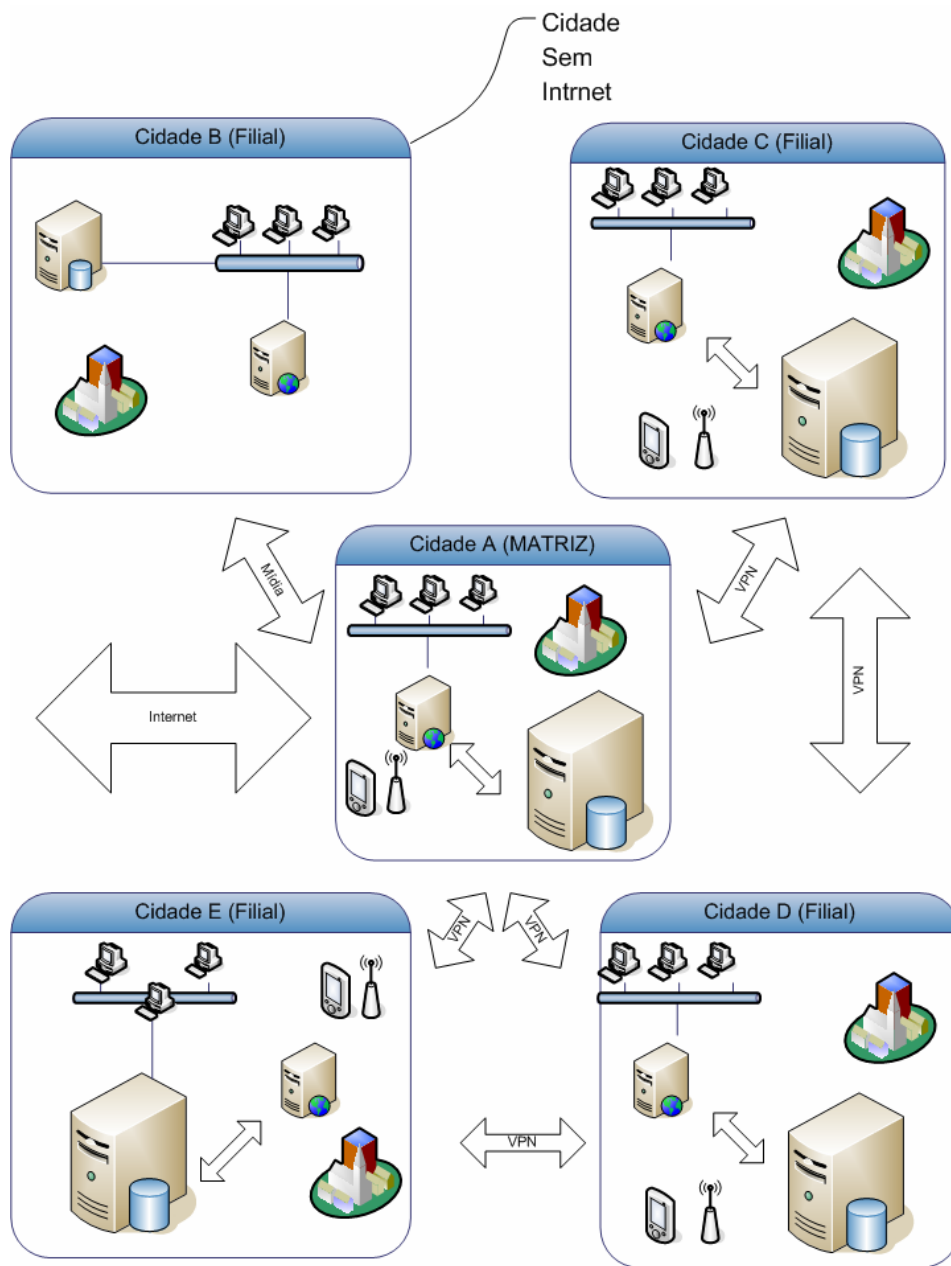 Cidade
Sem
Intrnet
Cidade B (Filial)
Cidade C (Filial)
Mídia
Cidade A (MATRIZ)
VPN
VPN
Internet
Cidade E (Filial)
VPN
VPN
Cidade D (Filial)
VPN